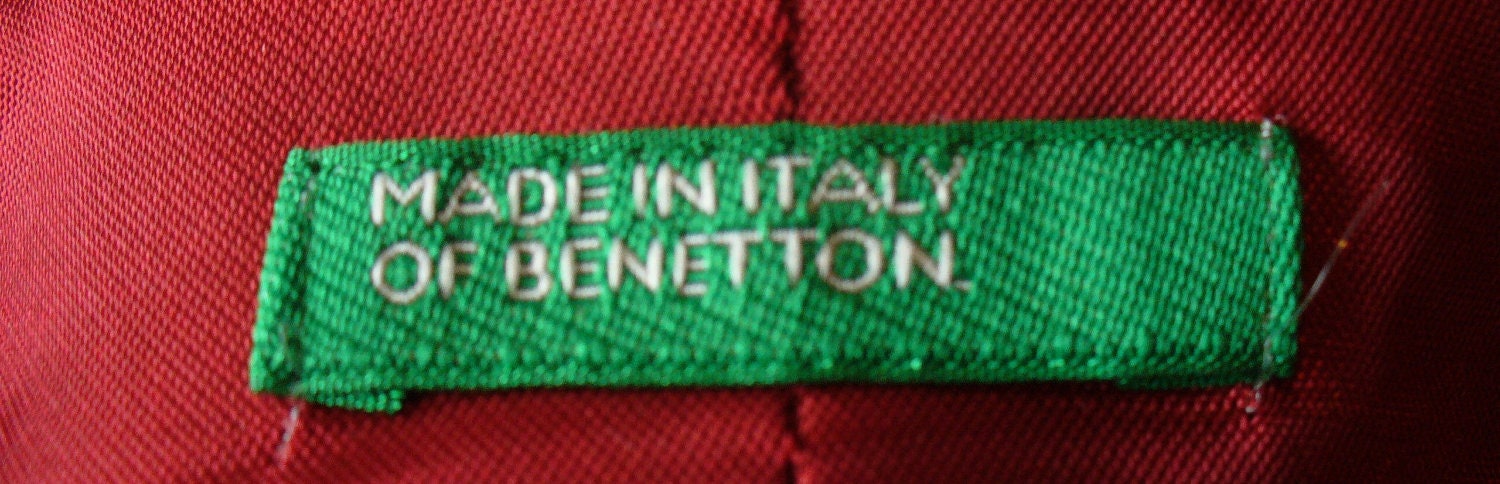 MADE IN ITALY
OF BENETTON.